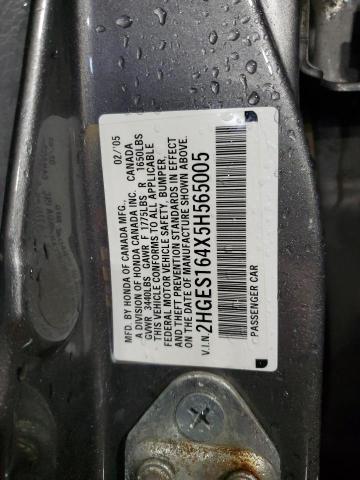 MFD. BY HONDA OF CANADA MFG.,
A DIVISION OF HONDA CANADA INC. CANADA 02/'05
GVWR 3440LBS GAWR F 1775LBS R 1650LBS
THIS VEHICLE CONFORMS TO ALL APPLICABLE
FEDERAL MOTOR VEHICLE SAFETY, BUMPER,
AND THEFT PREVENTION STANDARDS IN EFFECT
ON THE DATE OF MANUFACTURE SHOWN ABOVE.
V.I.N. 2HGES164X5H565005
PASSENGER CAR